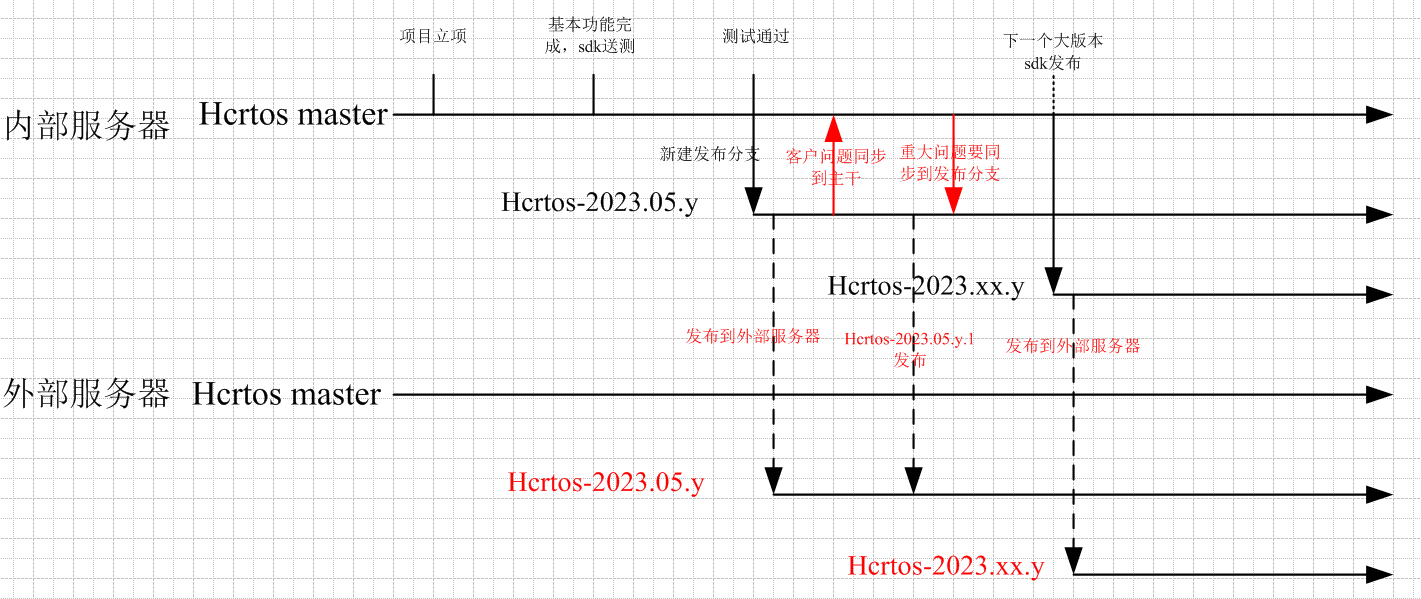 项目立项
基本功能完
成，sdk送测
测试通过
下一个大版本
sdk发布
内部服务器
Hcrtos master
新建发布分支
客户问题同步
到主干
重大问题要同
步到发布分支
Hcrtos-2023.05.y
Hcrtos-2023.xx.y
发布到外部服务器
Hcrtos-2023.05.y.1
发布
发布到外部服务器
外部服务器
Hcrtos master
Hcrtos-2023.05.y
Hcrtos-2023.xx.y